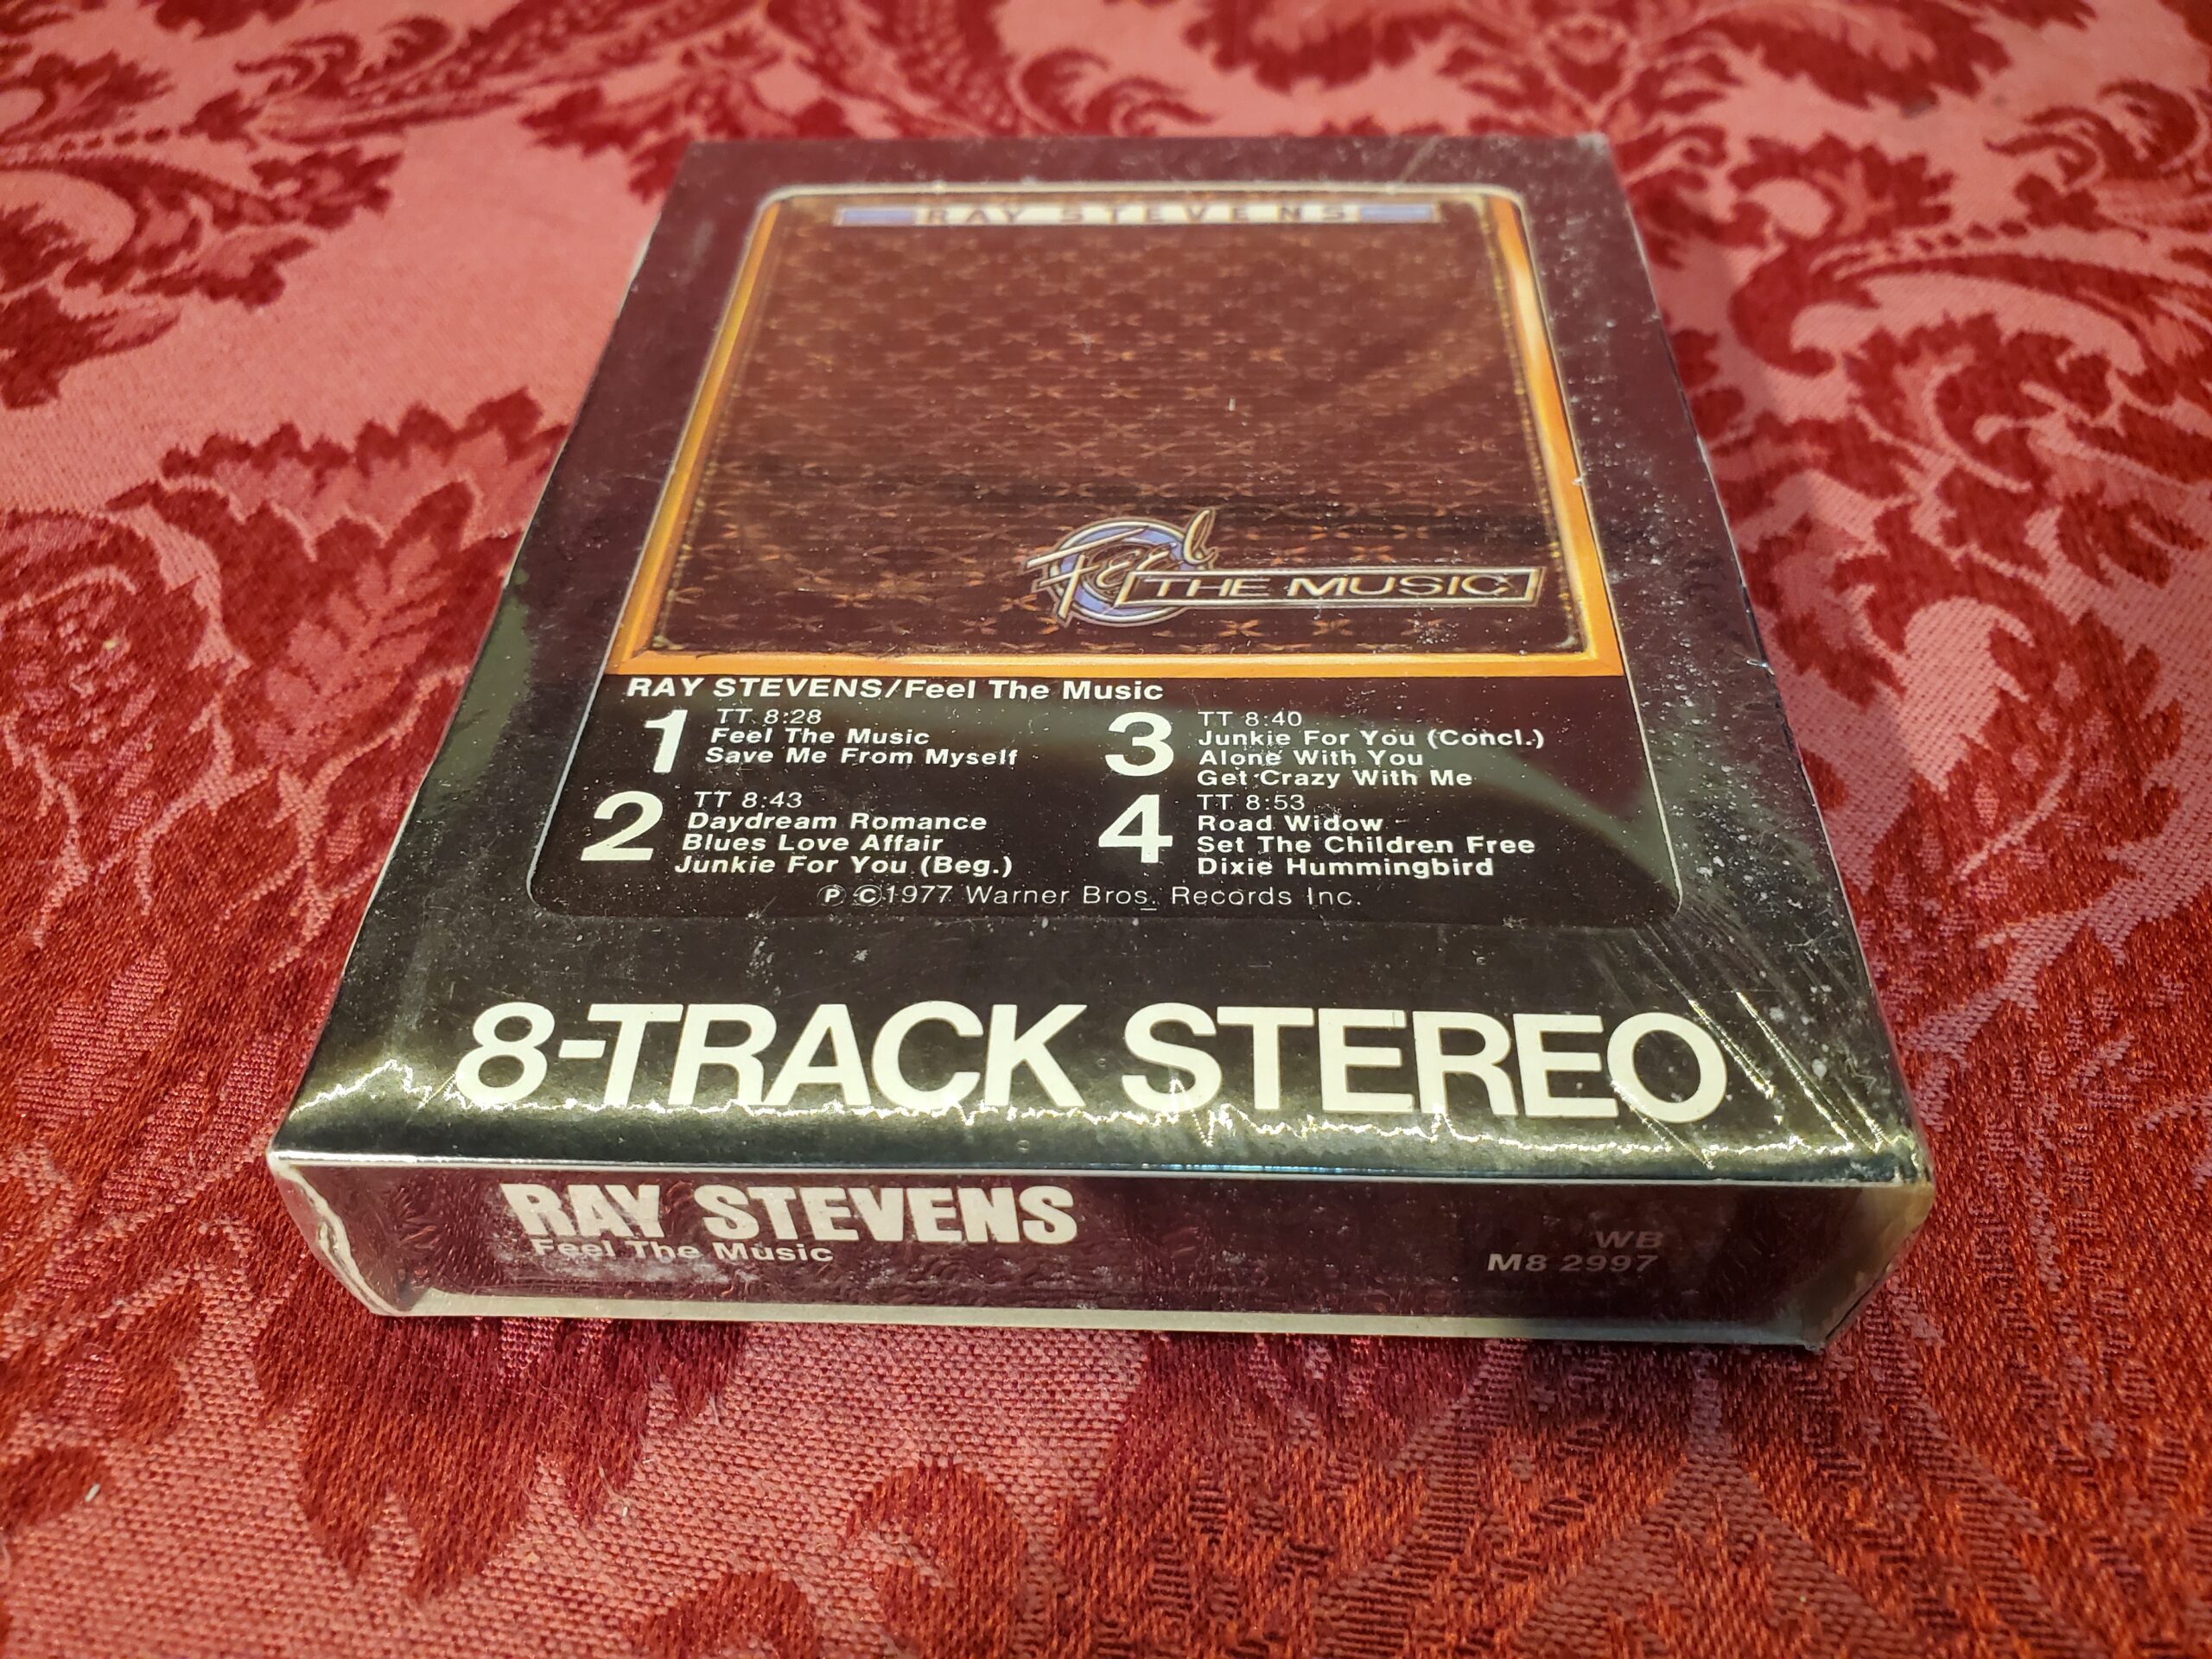 RAY STEVENS
Feel
THE MUSIC
RAY STEVENS/Feel The Music
1
TT 8:28
Feel The Music
Save Me From Myself
2
TT 8:43
Daydream Romance
Blues Love Affair
Junkie For You (Beg.)
3
TT 8:40
Junkie For You (Concl.)
Alone With You
Get Crazy With Me
4
TT 8:53
Road Widow
Set The Children Free
Dixie Hummingbird
℗ ©1977 Warner Bros. Records Inc.
8-TRACK STEREO
RAY STEVENS
Feel The Music
WB
M8 2997